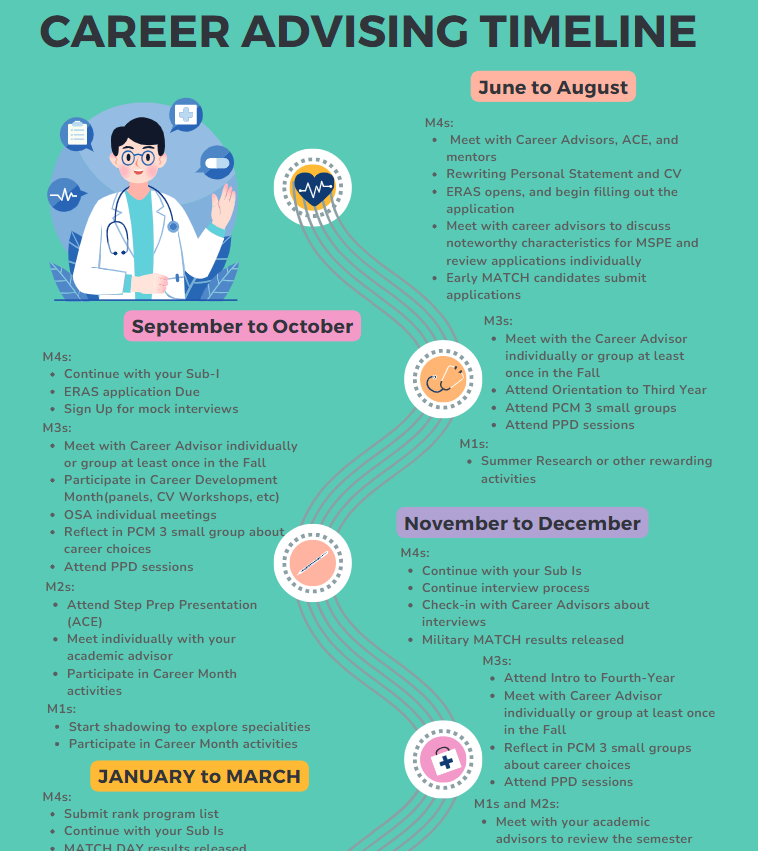 CAREER ADVISING TIMELINE
June to August
M4s:
• Meet with Career Advisors, ACE, and
mentors
• Rewriting Personal Statement and CV
• ERAS opens, and begin filling out the
application
• Meet with career advisors to discuss
noteworthy characteristics for MSPE and
review applications individually
• Early MATCH candidates submit
applications
M3s:
• Meet with the Career Advisor
individually or group at least
once in the Fall
• Attend Orientation to Third Year
• Attend PCM 3 small groups
• Attend PPD sessions
M1s:
• Summer Research or other rewarding
activities
September to October
M4s:
• Continue with your Sub-I
• ERAS application Due
• Sign Up for mock interviews
M3s:
• Meet with Career Advisor individually
or group at least once in the Fall
• Participate in Career Development
Month(panels, CV Workshops, etc)
• OSA individual meetings
• Reflect in PCM 3 small group about
career choices
• Attend PPD sessions
M2s:
• Attend Step Prep Presentation
(ACE)
• Meet individually with your
academic advisor
• Participate in Career Month
activities
M1s:
• Start shadowing to explore specialities
• Participate in Career Month activities
November to December
M4s:
• Continue with your Sub Is
• Continue interview process
• Check-in with Career Advisors about
interviews
• Military MATCH results released
M3s:
• Attend Intro to Fourth-Year
• Meet with Career Advisor
individually or group at least once
in the Fall
• Reflect in PCM 3 small groups
about career choices
• Attend PPD sessions
M1s and M2s:
• Meet with your academic
advisors to review the semester
JANUARY to MARCH
M4s:
• Submit rank program list
• Continue with your Sub Is
• MATCH DAY results released